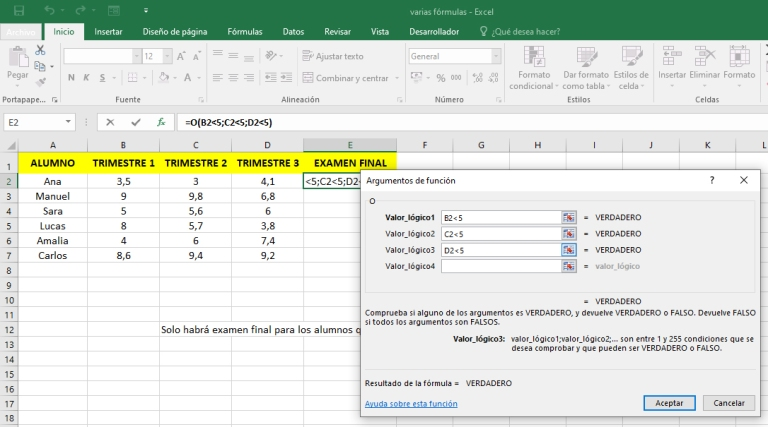 varias fórmulas - Excel
Archivo Inicio Insertar Diseño de página Fórmulas Datos Revisar Vista Desarrollador ¿Qué desea hacer?
Pegar
12 A A
N K S
Ajustar texto
Combinar y centrar
General
% 000
Formato condicional
Dar formato como tabla
Estilos de celda
Insertar Eliminar Formato
Portapape... Fuente Alineación Número Estilos Celdas
E2 fx =O(B2<5;C2<5;D2<5)
A B C D E F G H I J K L
1 ALUMNO TRIMESTRE 1 TRIMESTRE 2 TRIMESTRE 3 EXAMEN FINAL
2 Ana 3,5 3 4,1 <5;C2<5;D2<
3 Manuel 9 9,8 6,8
4 Sara 5 5,6 6
5 Lucas 8 5,7 3,8
6 Amalia 4 6 7,4
7 Carlos 8,6 9,4 9,2
8
9
10
11
12 Solo habrá examen final para los alumnos q
13
14
15
16
17
18
Argumentos de función ?
O
Valor_lógico1 B2<5 = VERDADERO
Valor_lógico2 C2<5 = VERDADERO
Valor_lógico3 D2<5 = VERDADERO
Valor_lógico4 = valor_lógico
= VERDADERO
Comprueba si alguno de los argumentos es VERDADERO, y devuelve VERDADERO o FALSO. Devuelve FALSO
si todos los argumentos son FALSOS.
Valor_lógico3: valor_lógico1;valor_lógico2;... son entre 1 y 255 condiciones que se
desea comprobar y que pueden ser VERDADERO o FALSO.
Resultado de la fórmula = VERDADERO
Ayuda sobre esta función
Aceptar Cancelar